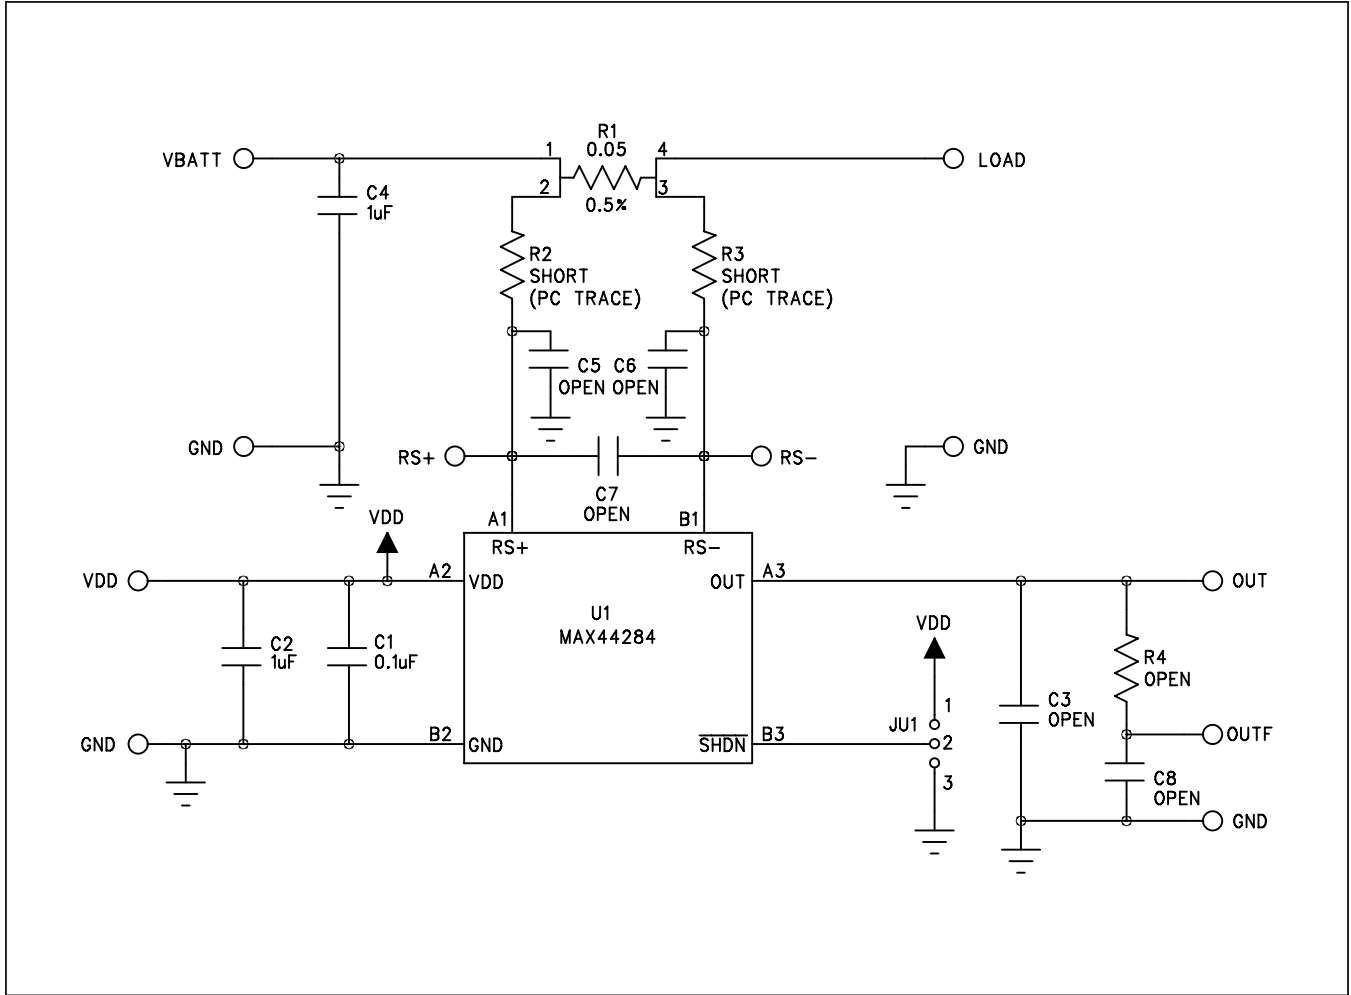 R1
0.05
VBATT
1
4
LOAD
2
3
0.5%
C4
1uF
R2
SHORT
(PC TRACE)
R3
SHORT
(PC TRACE)
C5
OPEN
C6
OPEN
GND
RS+
RS-
GND
C7
OPEN
A1
B1
VDD
RS+
RS-
VDD
A2
VDD
OUT
A3
OUT
U1
MAX44284
C2
1uF
C1
0.1uF
VDD
R4
OPEN
C3
OPEN
JU1
1
2
3
GND
B2
GND
SHDN
B3
OUTF
C8
OPEN
GND